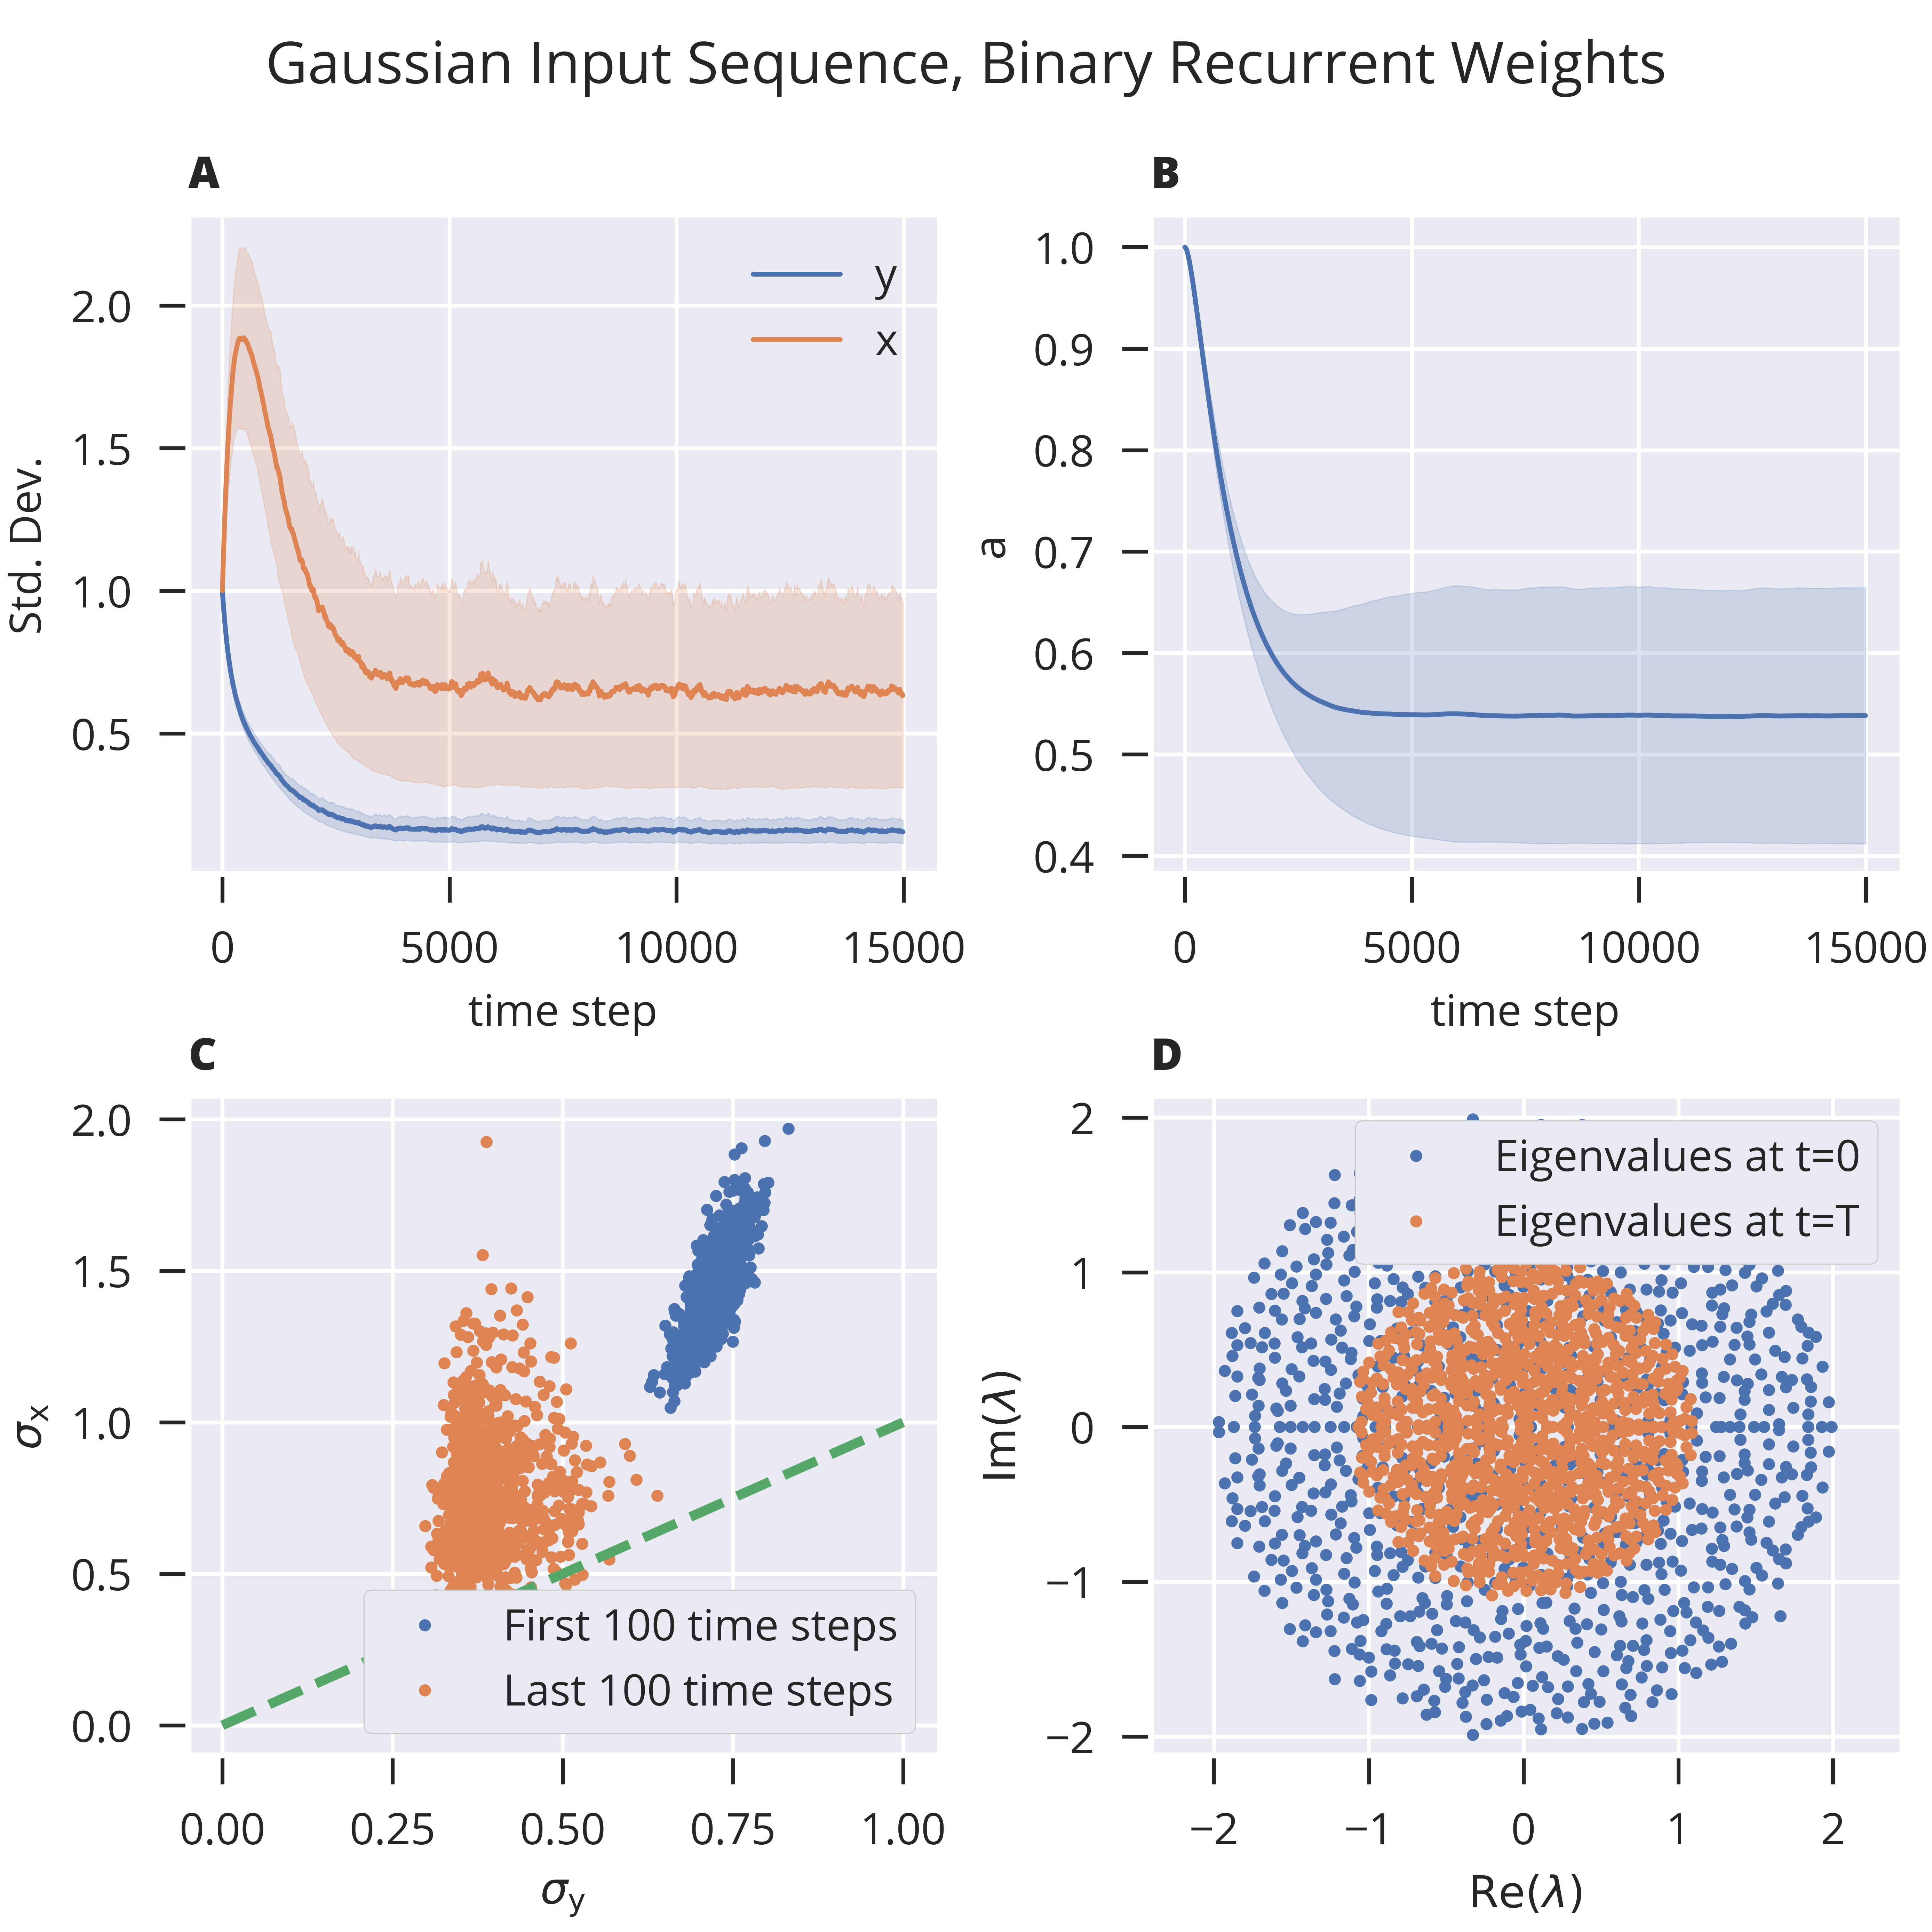 Gaussian Input Sequence, Binary Recurrent Weights
A
Std. Dev.
2.0
1.5
1.0
0.5
y
x
0 5000 10000 15000
time step
B
a
1.0
0.9
0.8
0.7
0.6
0.5
0.4
0 5000 10000 15000
time step
C
σx
2.0
1.5
1.0
0.5
0.0
First 100 time steps
Last 100 time steps
0.00 0.25 0.50 0.75 1.00
σy
D
Im(λ)
2
1
0
−1
−2
Eigenvalues at t=0
Eigenvalues at t=T
−2 −1 0 1 2
Re(λ)